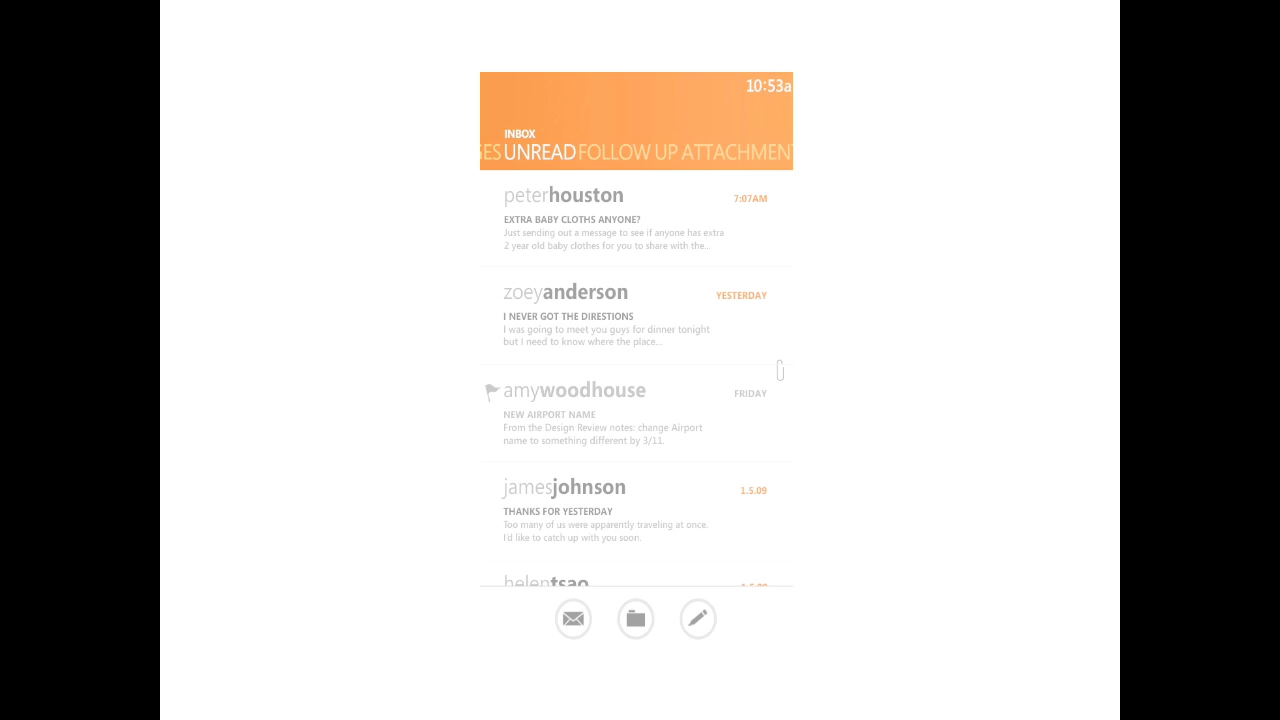 10:53a
INBOX
GES UNREAD FOLLOW UP ATTACHMENT
peterhouston 7:07AM
EXTRA BABY CLOTHS ANYONE?
Just sending out a message to see if anyone has extra
2 year old baby clothes for you to share with the...
zoeyanderson YESTERDAY
I NEVER GOT THE DIRESTIONS
I was going to meet you guys for dinner tonight
but I need to know where the place...
amywoodhouse FRIDAY
NEW AIRPORT NAME
From the Design Review notes: change Airport
name to something different by 3/11.
jamesjohnson 1.5.09
THANKS FOR YESTERDAY
Too many of us were apparently traveling at once.
I'd like to catch up with you soon.
helentsao 1.5.09